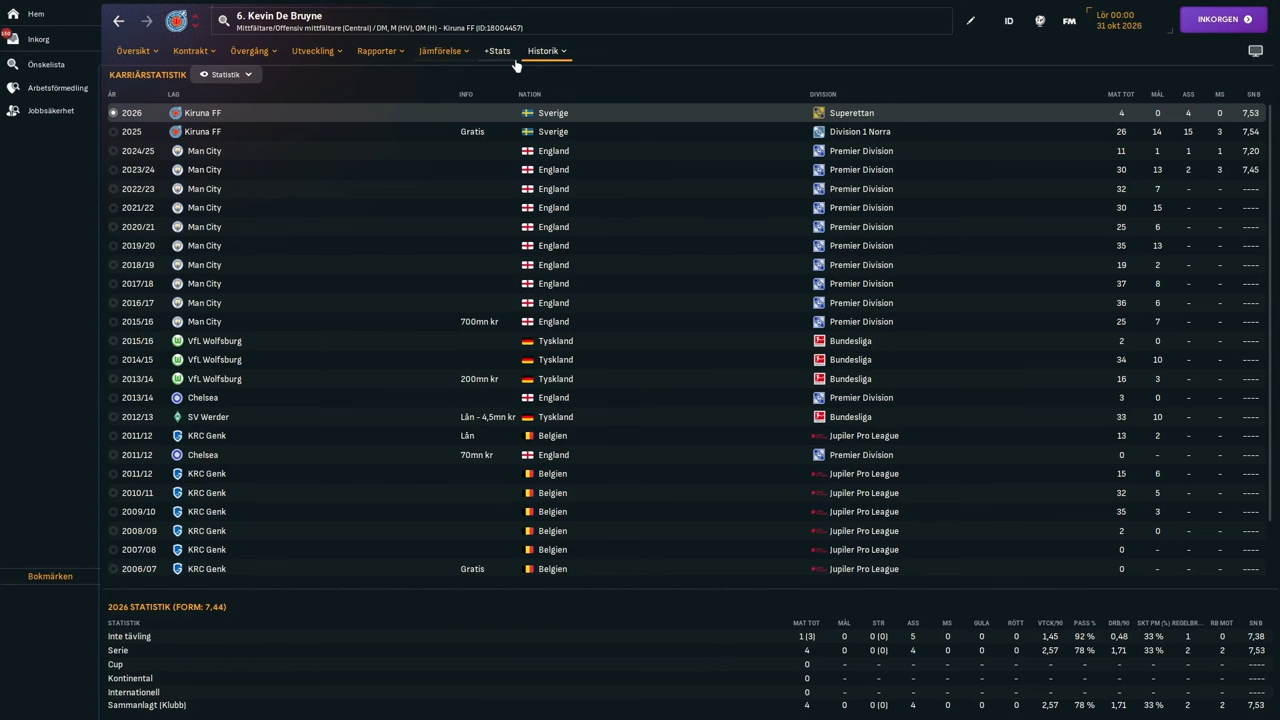 6. Kevin De Bruyne
Mittfältare/Offensiv mittfältare (Central) / DM, M (HV), OM (H) - Kiruna FF (ID:18004457)
ID FM
Lör 00:00
31 okt 2026
INKORGEN
Hem
Inkorg
Önskelista
Arbetsförmedling
Jobbsäkerhet
Bokmärken
Översikt Kontrakt Övergång Utveckling Rapporter Jämförelse +Stats Historik
KARRIÄRSTATISTIK Statistik
ÅR LAG INFO NATION DIVISION MAT TOT MÅL ASS MS SN B
2026 Kiruna FF Sverige Superettan 4 0 4 0 7,53
2025 Kiruna FF Gratis Sverige Division 1 Norra 26 14 15 3 7,54
2024/25 Man City England Premier Division 11 1 1 1 7,20
2023/24 Man City England Premier Division 30 13 2 3 7,45
2022/23 Man City England Premier Division 32 7 - - ----
2021/22 Man City England Premier Division 30 15 - - ----
2020/21 Man City England Premier Division 25 6 - - ----
2019/20 Man City England Premier Division 35 13 - - ----
2018/19 Man City England Premier Division 19 2 - - ----
2017/18 Man City England Premier Division 37 8 - - ----
2016/17 Man City England Premier Division 36 6 - - ----
2015/16 Man City 700mn kr England Premier Division 25 7 - - ----
2015/16 VfL Wolfsburg Tyskland Bundesliga 2 0 - - ----
2014/15 VfL Wolfsburg Tyskland Bundesliga 34 10 - - ----
2013/14 VfL Wolfsburg 200mn kr Tyskland Bundesliga 16 3 - - ----
2013/14 Chelsea England Premier Division 3 0 - - ----
2012/13 SV Werder Lån - 4,5mn kr Tyskland Bundesliga 33 10 - - ----
2011/12 KRC Genk Lån Belgien Jupiler Pro League 13 2 - - ----
2011/12 Chelsea 70mn kr England Premier Division 0 - - - ----
2011/12 KRC Genk Belgien Jupiler Pro League 15 6 - - ----
2010/11 KRC Genk Belgien Jupiler Pro League 32 5 - - ----
2009/10 KRC Genk Belgien Jupiler Pro League 35 3 - - ----
2008/09 KRC Genk Belgien Jupiler Pro League 2 0 - - ----
2007/08 KRC Genk Belgien Jupiler Pro League 0 - - - ----
2006/07 KRC Genk Gratis Belgien Jupiler Pro League 0 - - - ----
2026 STATISTIK (FORM: 7,44)
STATISTIK MAT TOT MÅL STR ASS MS GULA RÖTT VTCK/90 PASS % DRB/90 SKT PM (%) REGELBR... RB MOT SN B
Inte tävling 1 (3) 0 0 (0) 5 0 0 0 1,45 92 % 0,48 33 % 1 0 7,38
Serie 4 0 0 (0) 4 0 0 0 2,57 78 % 1,71 33 % 2 2 7,53
Cup 0 - - - - - - - - - - - - ----
Kontinental 0 - - - - - - - - - - - - ----
Internationell 0 - - - - - - - - - - - - ----
Sammanlagt (Klubb) 4 0 0 (0) 4 0 0 0 2,57 78 % 1,71 33 % 2 2 7,53